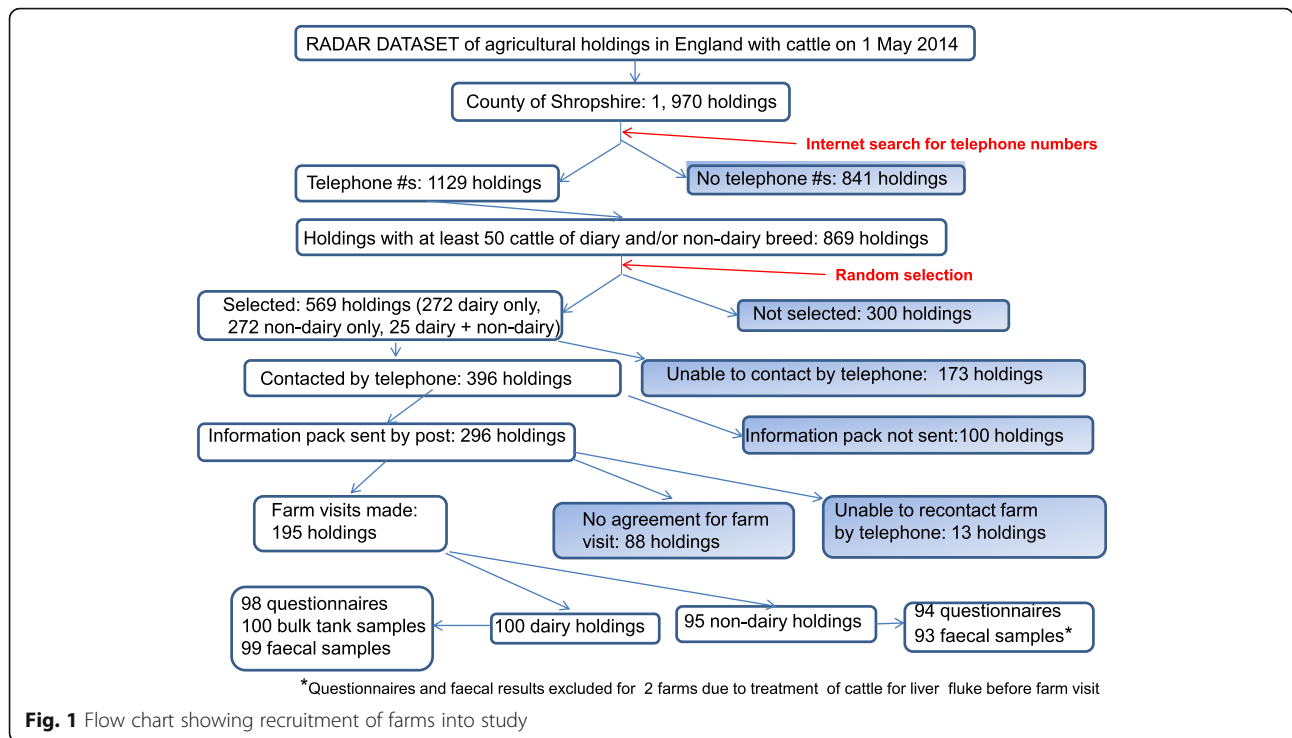 RADAR DATASET of agricultural holdings in England with cattle on 1 May 2014
County of Shropshire: 1, 970 holdings
Internet search for telephone numbers
Telephone #s: 1129 holdings
No telephone #s: 841 holdings
Holdings with at least 50 cattle of diary and/or non-dairy breed: 869 holdings
Random selection
Selected: 569 holdings (272 dairy only,
272 non-dairy only, 25 dairy + non-dairy)
Not selected: 300 holdings
Contacted by telephone: 396 holdings
Unable to contact by telephone: 173 holdings
Information pack sent by post: 296 holdings
Information pack not sent:100 holdings
Farm visits made:
195 holdings
No agreement for farm
visit: 88 holdings
Unable to recontact farm
by telephone: 13 holdings
98 questionnaires
100 bulk tank samples
99 faecal samples
100 dairy holdings
95 non-dairy holdings
94 questionnaires
93 faecal samples*
*Questionnaires and faecal results excluded for 2 farms due to treatment of cattle for liver fluke before farm visit
Fig. 1 Flow chart showing recruitment of farms into study